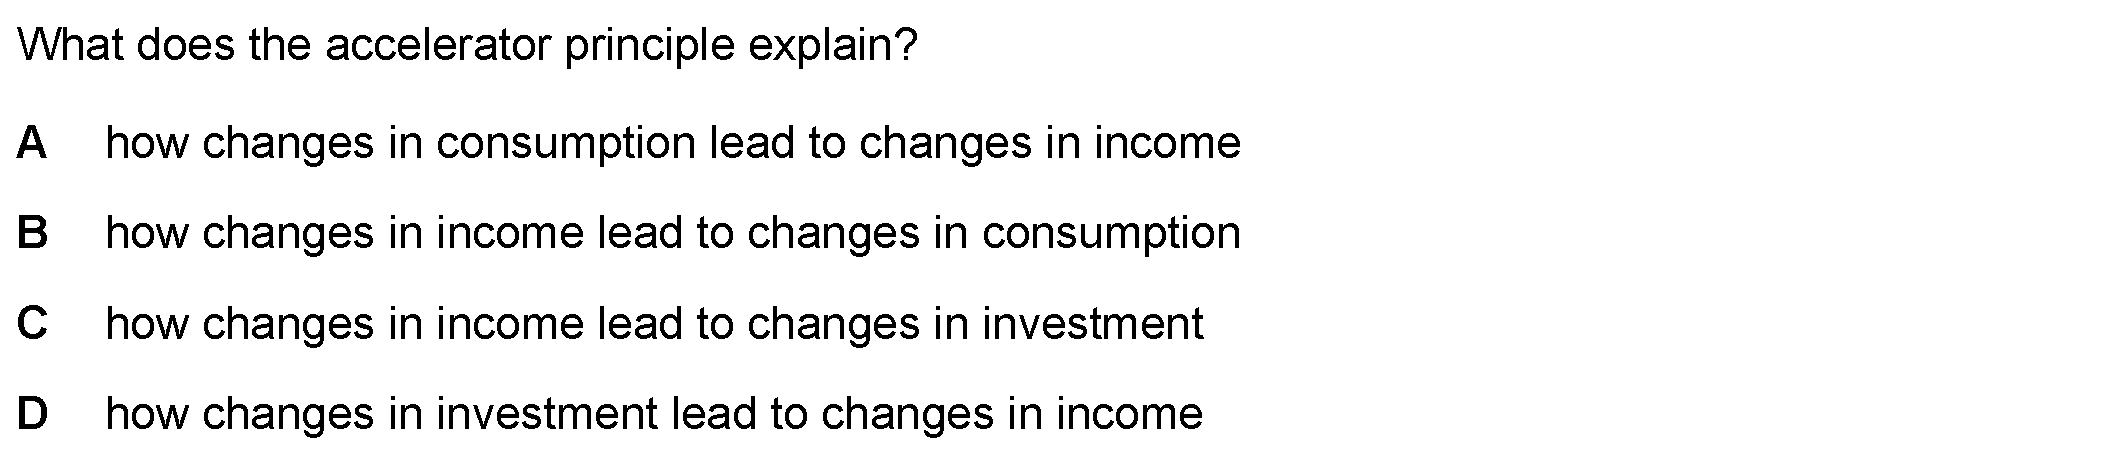 What does the accelerator principle explain?
A how changes in consumption lead to changes in income
B how changes in income lead to changes in consumption
C how changes in income lead to changes in investment
D how changes in investment lead to changes in income